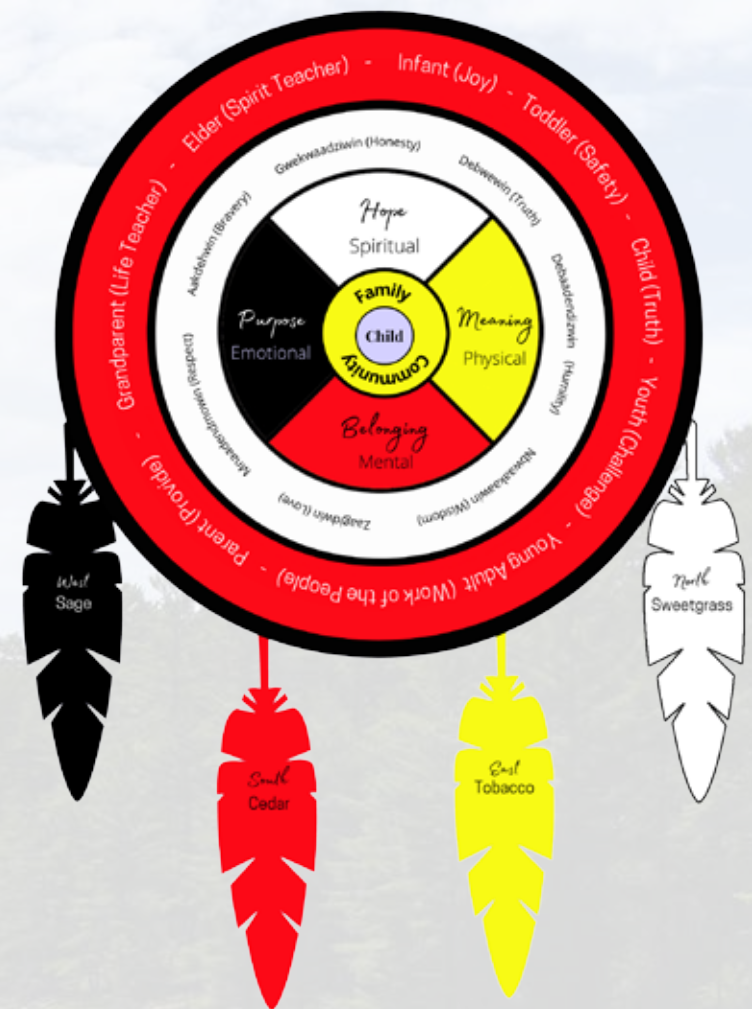 Infant (Joy) - Toddler (Safety) - Child (Truth) - Youth (Challenge) - Young Adult (Work of the People) - Parent (Provide) - Grandparent (Life Teacher) - Elder (Spirit Teacher) -
Gwekwaadziwin (Honesty)
Debwewin (Truth)
Debaadendizwin (Humility)
Nbwaakaawin (Wisdom)
Zaagidwin (Love)
Mnaadendmowin (Respect)
Aakdehwin (Bravery)
Hope
Spiritual
Meaning
Physical
Belonging
Mental
Purpose
Emotional
Family
Community
Child
West
Sage
South
Cedar
East
Tobacco
North
Sweetgrass